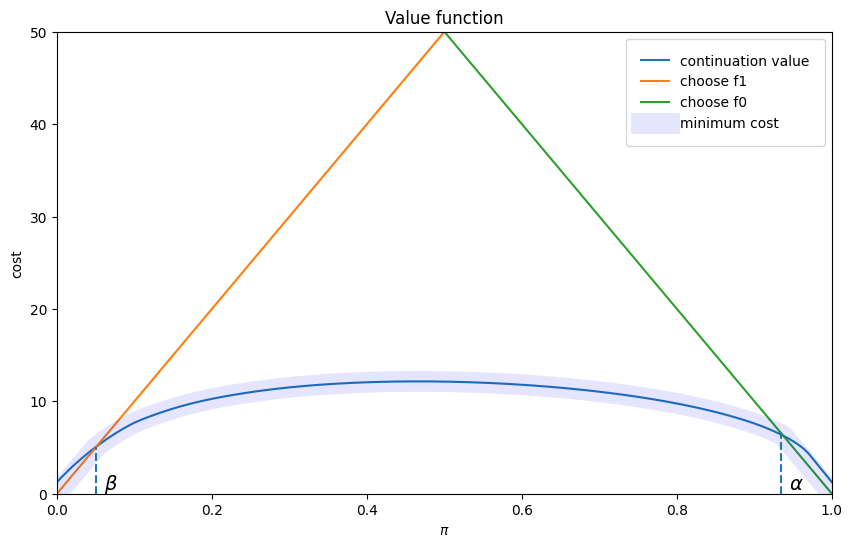 Value function
50
40
30
20
10
0
cost
continuation value
choose f1
choose f0
minimum cost
β
α
0.0
0.2
0.4
0.6
0.8
1.0
π